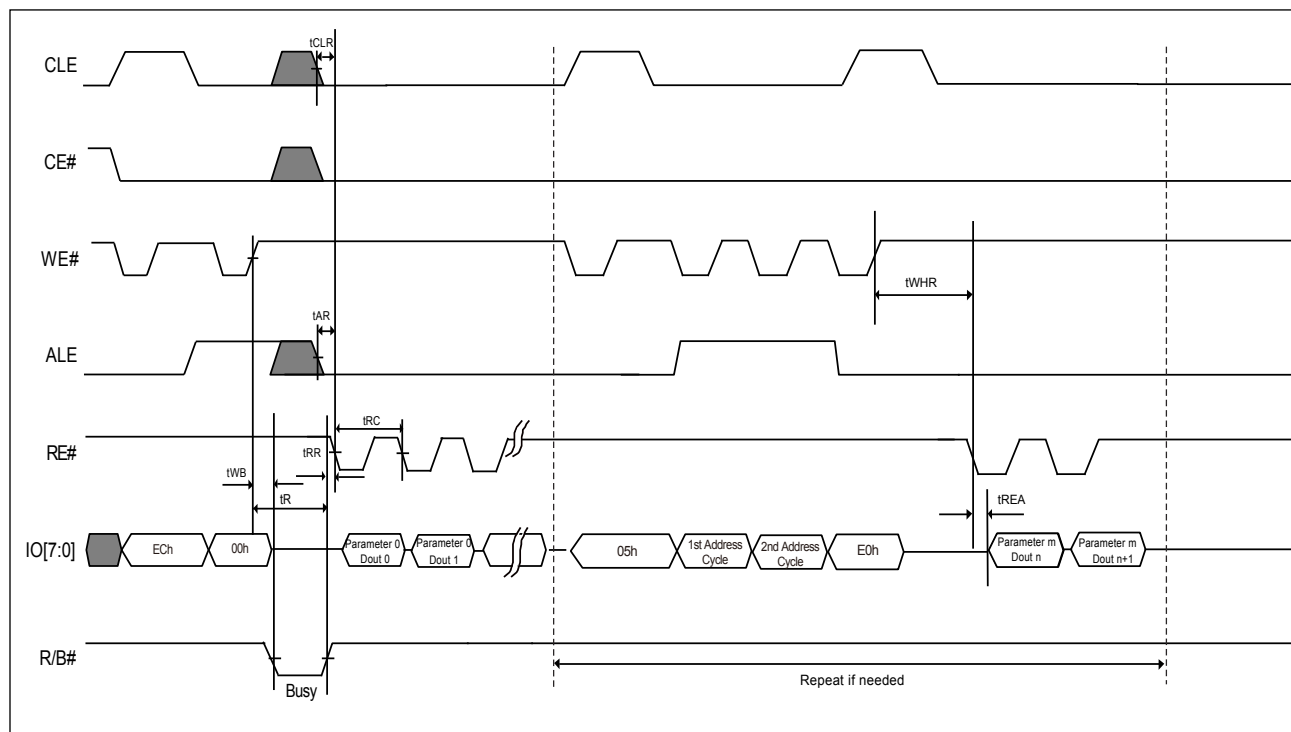 tCLR
CLE
CE#
WE#
tWHR
tAR
ALE
tRC
RE#
tRR
tWB
tR
tREA
IO[7:0]
ECh
00h
Parameter 0
Dout 0
Parameter 0
Dout 1
05h
1st Address
Cycle
2nd Address
Cycle
E0h
Parameter m
Dout n
Parameter m
Dout n+1
R/B#
Busy
Repeat if needed